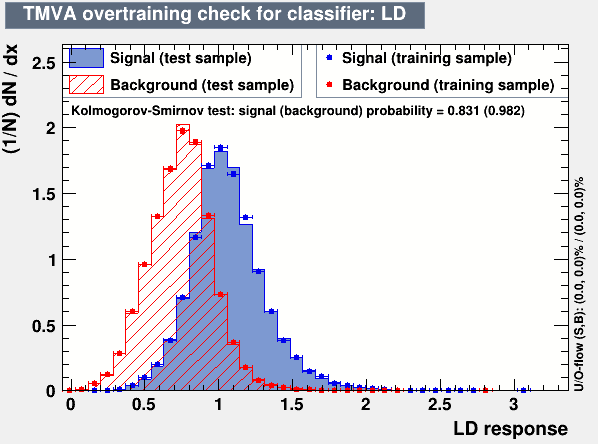 TMVA overtraining check for classifier: LD
(1/N) dN / dx
Signal (test sample)
Background (test sample)
Signal (training sample)
Background (training sample)
Kolmogorov-Smirnov test: signal (background) probability = 0.831 (0.982)
2.5
2
1.5
1
0.5
0
0 0.5 1 1.5 2 2.5 3
LD response
U/O-flow (S,B): (0.0, 0.0)% / (0.0, 0.0)%